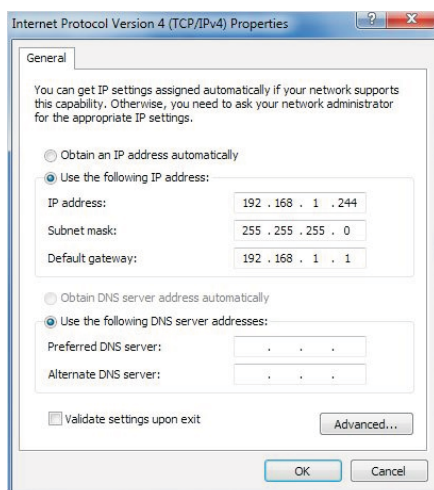 Internet Protocol Version 4 (TCP/IPv4) Properties
General
You can get IP settings assigned automatically if your network supports
this capability. Otherwise, you need to ask your network administrator
for the appropriate IP settings.
Obtain an IP address automatically
Use the following IP address:
IP address: 192 . 168 . 1 . 244
Subnet mask: 255 . 255 . 255 . 0
Default gateway: 192 . 168 . 1 . 1
Obtain DNS server address automatically
Use the following DNS server addresses:
Preferred DNS server: . . .
Alternate DNS server: . . .
Validate settings upon exit
Advanced...
OK Cancel